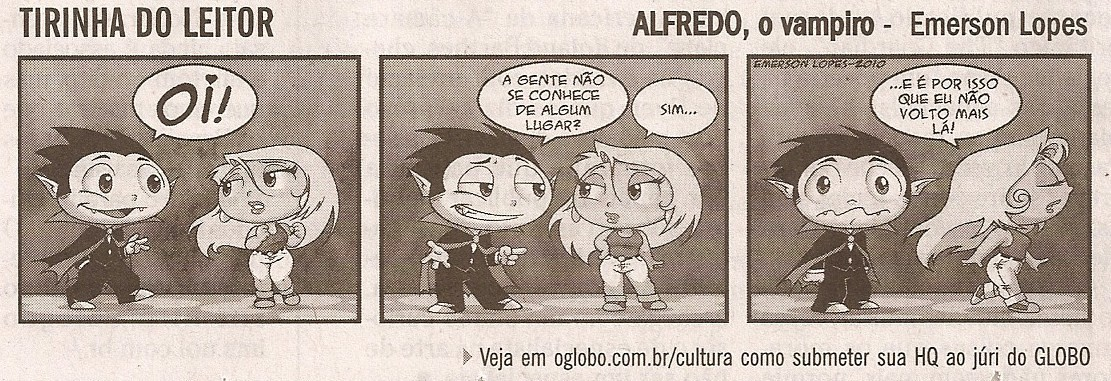 TIRINHA DO LEITOR
ALFREDO, o vampiro - Emerson Lopes
OI!
A GENTE NÃO
SE CONHECE
DE ALGUM
LUGAR?
SIM...
EMERSON LOPES-2010
...E É POR ISSO
QUE EU NÃO
VOLTO MAIS
LÁ!
Veja em oglobo.com.br/cultura como submeter sua HQ ao júri do GLOBO